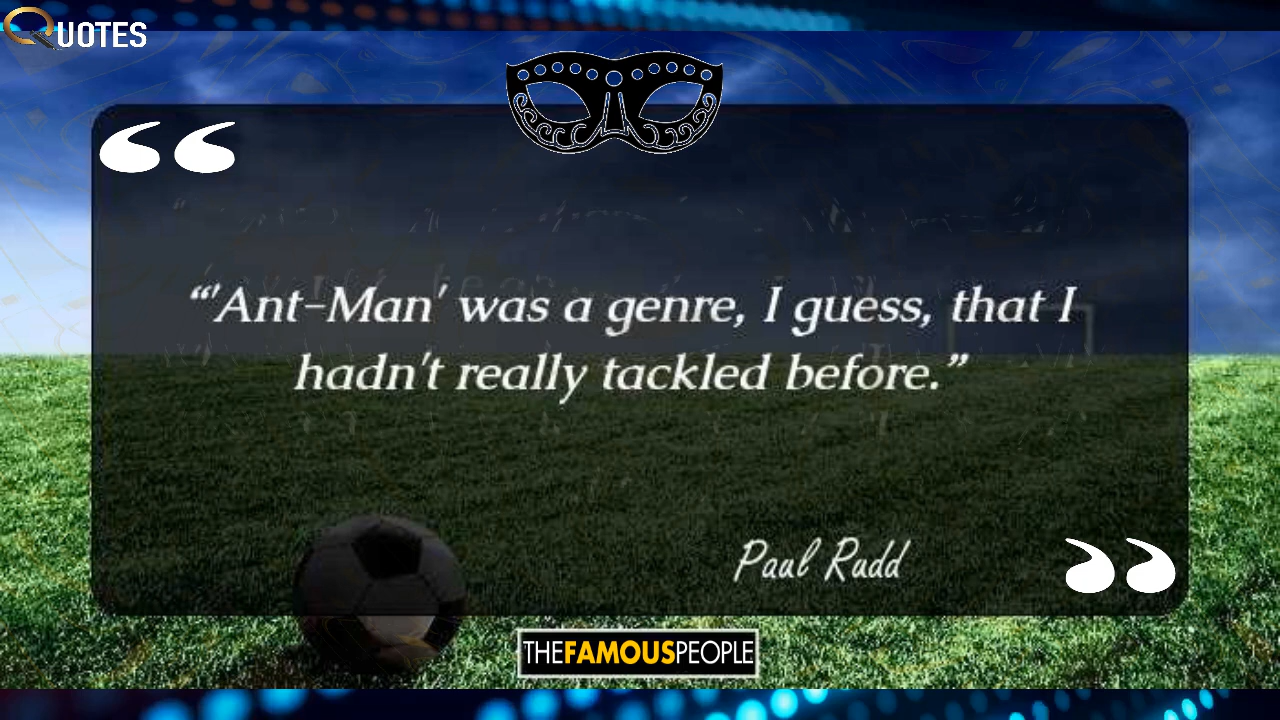 QUOTES
“'Ant-Man' was a genre, I guess, that I
hadn't really tackled before.”
Paul Rudd
THEFAMOUSPEOPLE